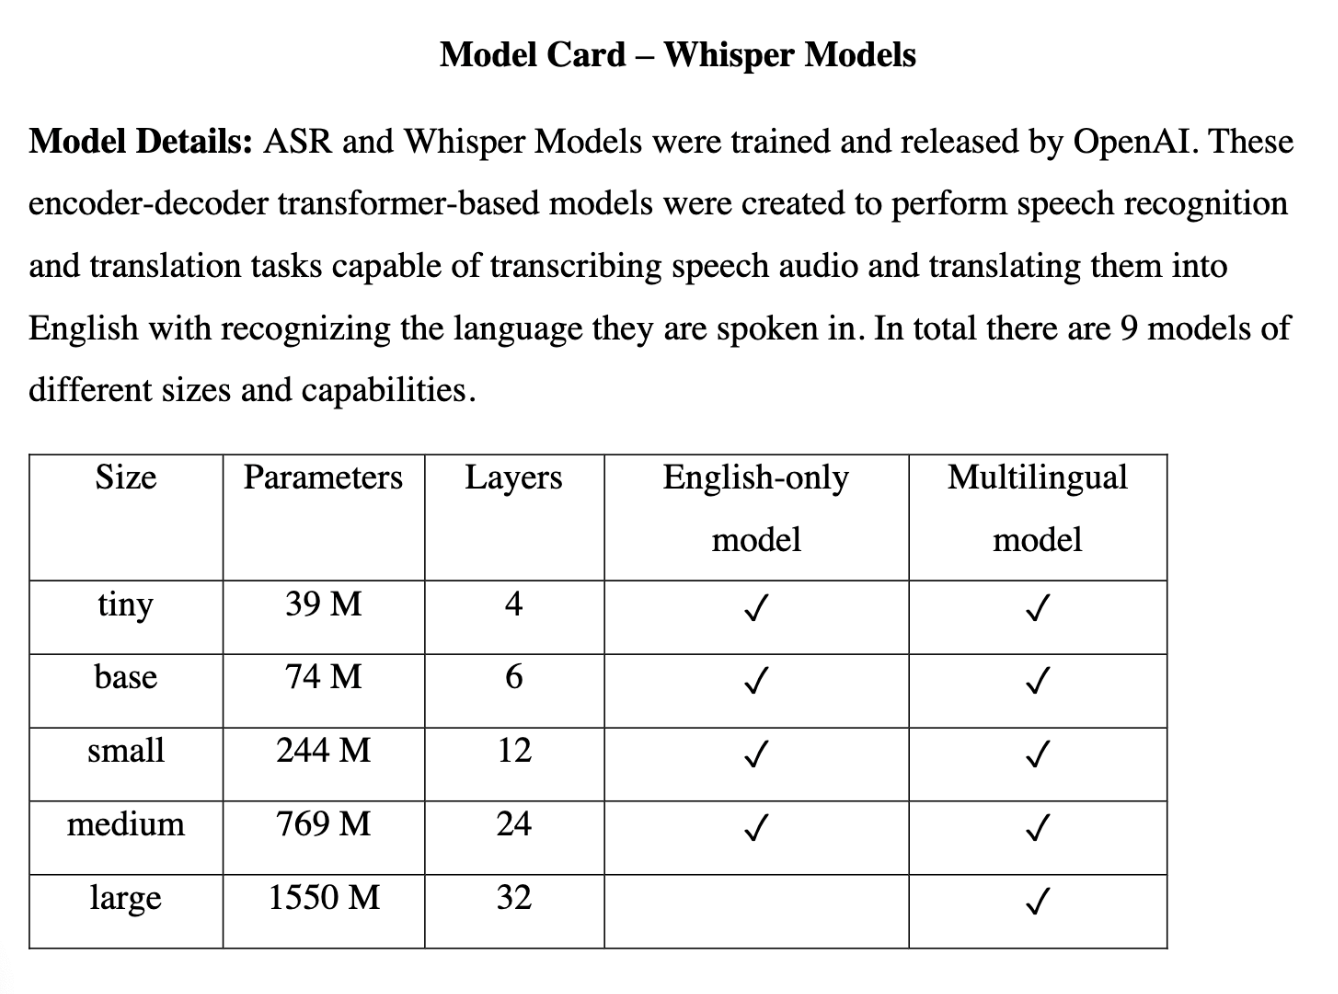 Model Card – Whisper Models
Model Details: ASR and Whisper Models were trained and released by OpenAI. These
encoder-decoder transformer-based models were created to perform speech recognition
and translation tasks capable of transcribing speech audio and translating them into
English with recognizing the language they are spoken in. In total there are 9 models of
different sizes and capabilities.
Size Parameters Layers English-only Multilingual
model model
tiny 39 M 4 ✓ ✓
base 74 M 6 ✓ ✓
small 244 M 12 ✓ ✓
medium 769 M 24 ✓ ✓
large 1550 M 32 ✓